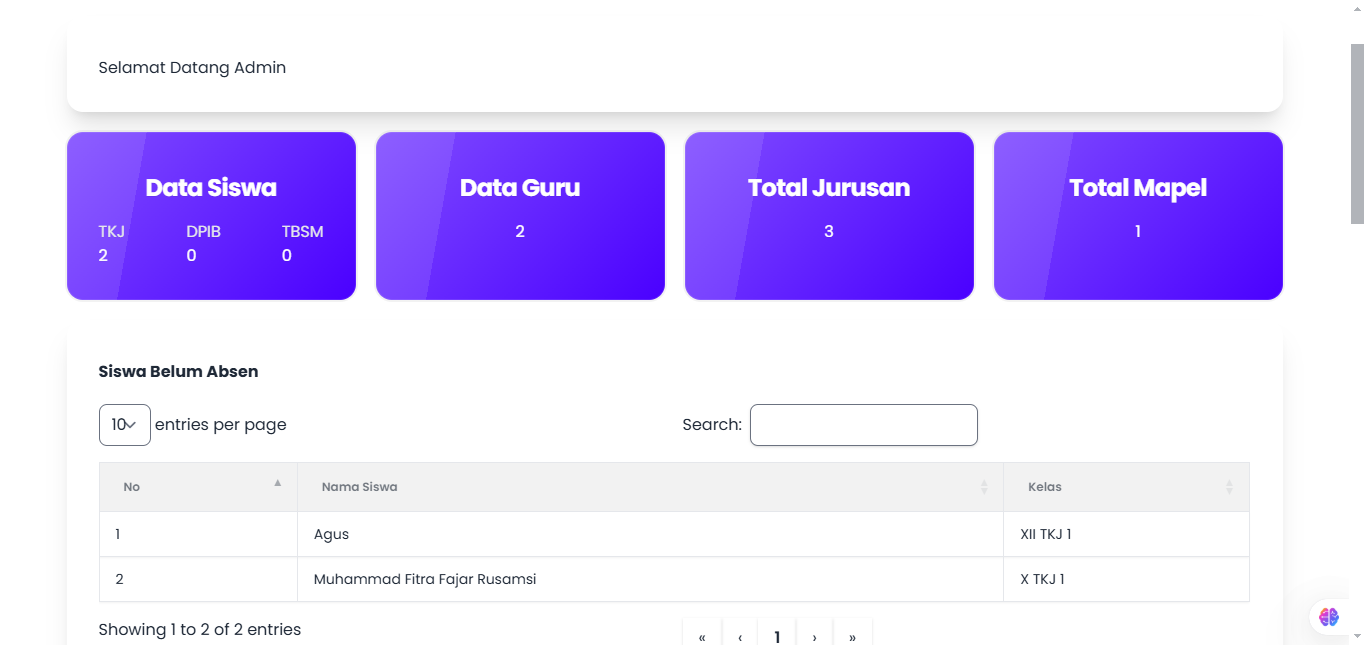 Selamat Datang Admin
Data Siswa
TKJ DPIB TBSM
2 0 0
Data Guru
2
Total Jurusan
3
Total Mapel
1
Siswa Belum Absen
10 entries per page
Search:
No Nama Siswa Kelas
1 Agus XII TKJ 1
2 Muhammad Fitra Fajar Rusamsi X TKJ 1
Showing 1 to 2 of 2 entries
« ‹ 1 › »